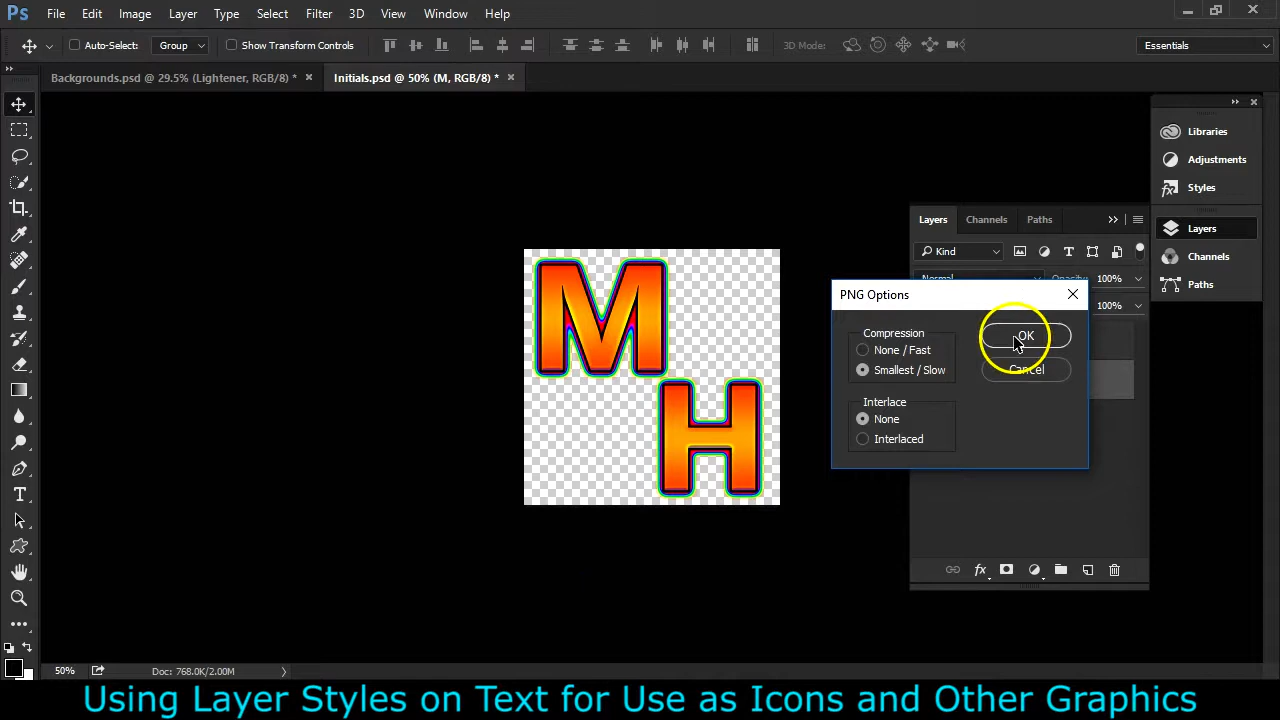 Ps File Edit Image Layer Type Select Filter 3D View Window Help
Auto-Select: Group Show Transform Controls 3D Mode: Essentials
Backgrounds.psd @ 29.5% (Lightener, RGB/8) * Initials.psd @ 50% (M, RGB/8) *
Libraries
Adjustments
Styles
Layers
Channels
Paths
Layers Channels Paths
Kind
Normal Opacity: 100%
100%
PNG Options
Compression
None / Fast
Smallest / Slow
Interlace
None
Interlaced
OK
Cancel
M
H
T
fx
50% Doc: 768.0K/2.00M
Using Layer Styles on Text for Use as Icons and Other Graphics